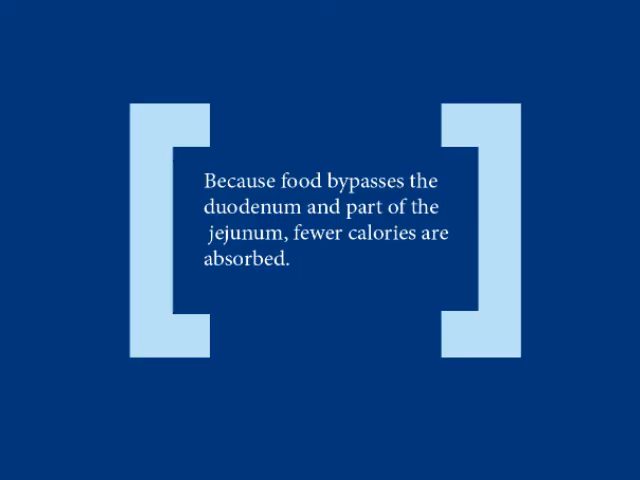 Because food bypasses the
duodenum and part of the
jejunum, fewer calories are
absorbed.